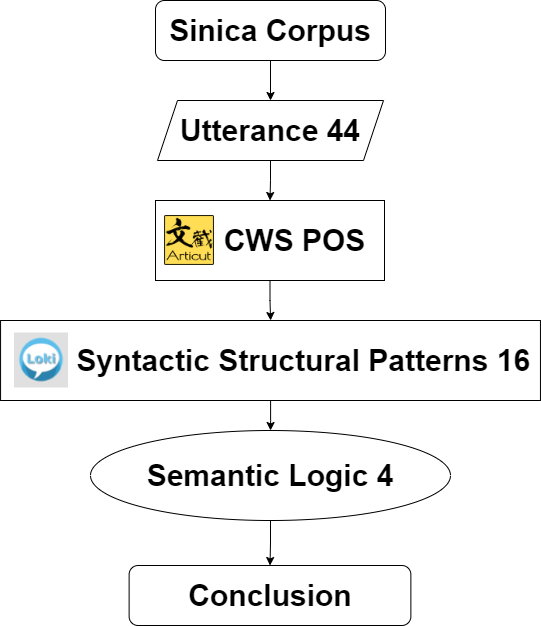 Sinica Corpus
Utterance 44
文截
Articut
CWS POS
Loki
Syntactic Structural Patterns 16
Semantic Logic 4
Conclusion